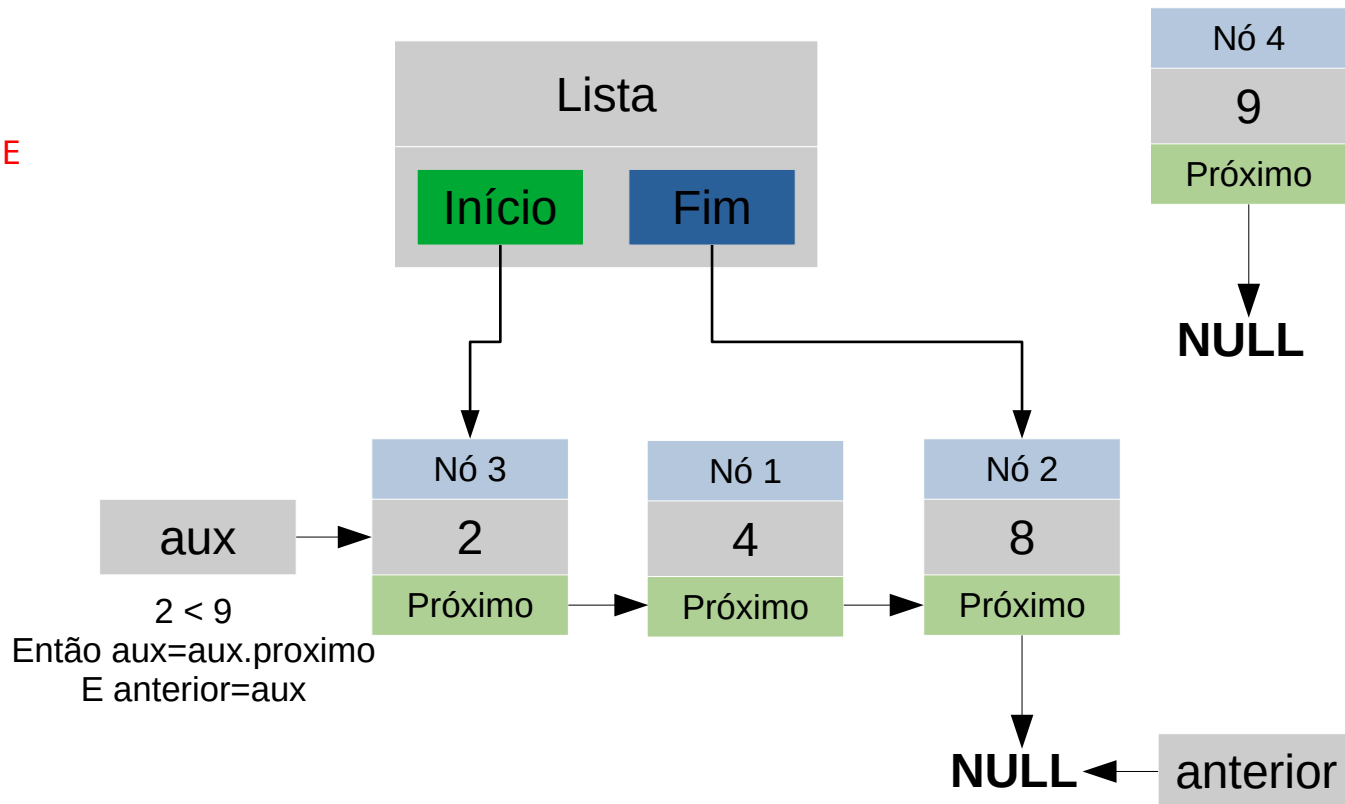 Nó 4
Lista
9
E
Próximo
Início
Fim
NULL
Nó 3
Nó 1
Nó 2
aux
2
4
8
Próximo
Próximo
Próximo
2 < 9
Então aux=aux.proximo
E anterior=aux
NULL
anterior